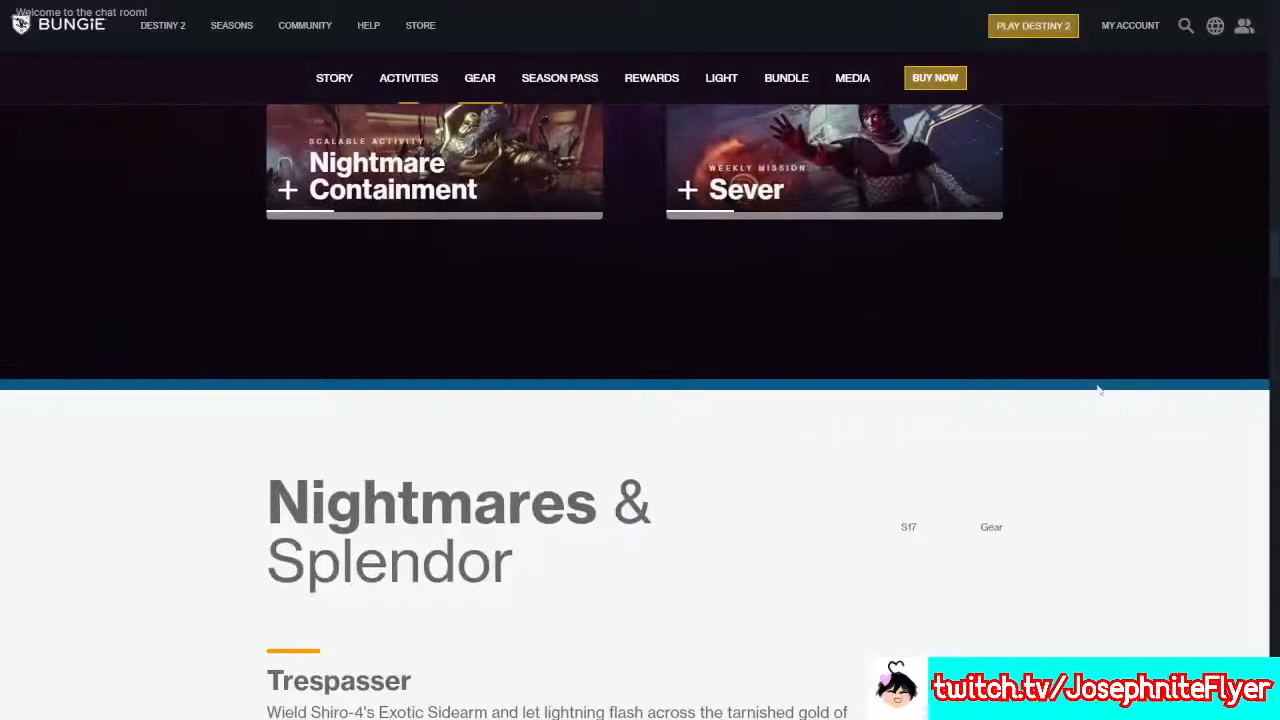 Welcome to the chat room!
BUNGiE DESTINY 2 SEASONS COMMUNITY HELP STORE PLAY DESTINY 2 MY ACCOUNT
STORY ACTIVITIES GEAR SEASON PASS REWARDS LIGHT BUNDLE MEDIA BUY NOW
SCALABLE ACTIVITY
Nightmare
+ Containment
WEEKLY MISSION
+ Sever
Nightmares &
Splendor
S17 Gear
Trespasser
Wield Shiro-4's Exotic Sidearm and let lightning flash across the tarnished gold of
twitch.tv/JosephniteFlyer